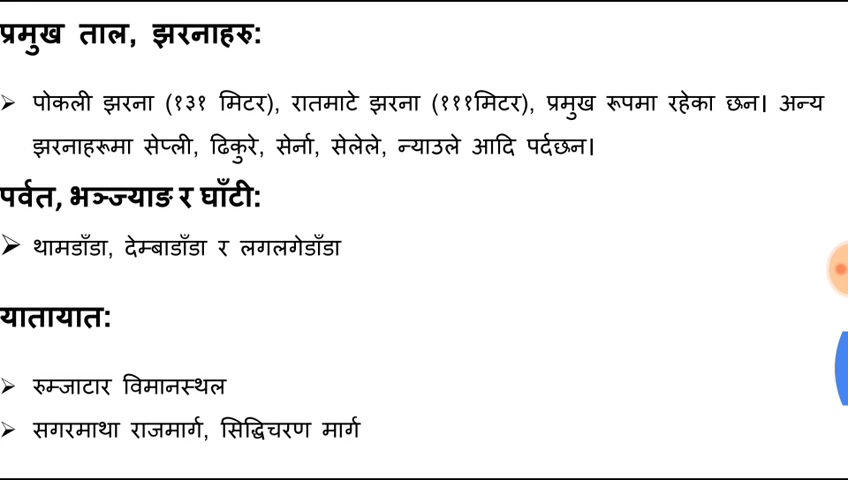 प्रमुख ताल, झरनाहरु:
➢ पोकली झरना (१३१ मिटर), रातमाटे झरना (१११मिटर), प्रमुख रूपमा रहेका छन। अन्य
झरनाहरूमा सेप्ली, ढिकुरे, सेर्ना, सेलेले, न्याउले आदि पर्दछन।
पर्वत, भञ्ज्याङ र घाँटी:
➢ थामडाँडा, देम्बाडाँडा र लगलगेडाँडा
यातायात:
➢ रुम्जाटार विमानस्थल
➢ सगरमाथा राजमार्ग, सिद्धिचरण मार्ग